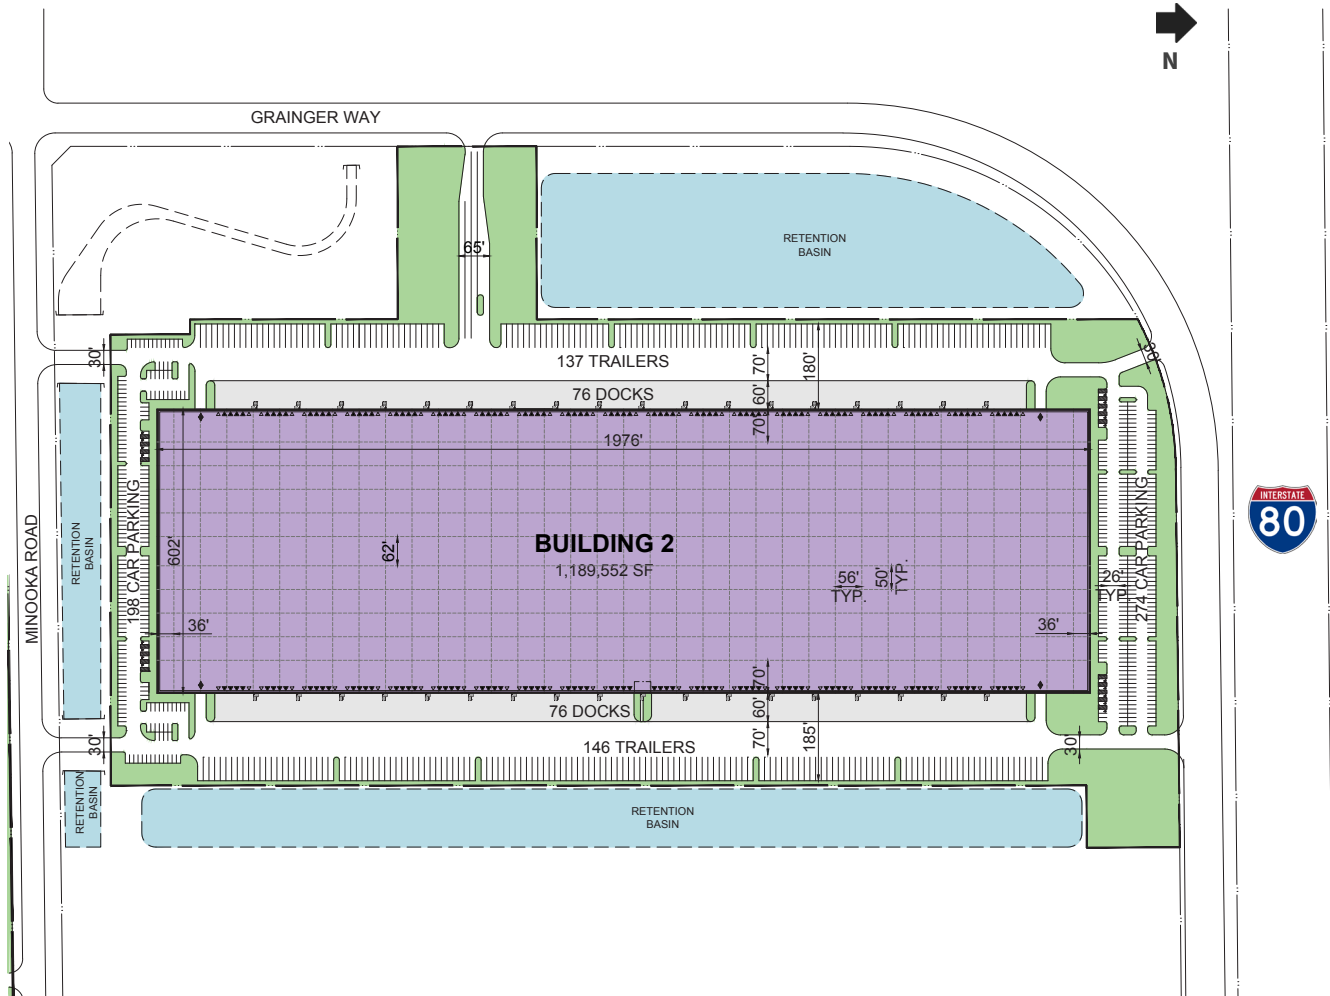 N
GRAINGER WAY
65'
RETENTION
BASIN
30'
30'
137 TRAILERS
70'
180'
76 DOCKS
60'
70'
1976'
MINOOKA ROAD
RETENTION
BASIN
198 CAR PARKING
602'
62'
BUILDING 2
1,189,552 SF
56'
TYP.
50'
TYP.
26'
TYP.
274 CAR PARKING
INTERSTATE
80
36'
36'
70'
76 DOCKS
60'
30'
146 TRAILERS
70'
185'
30'
RETENTION
BASIN
RETENTION
BASIN